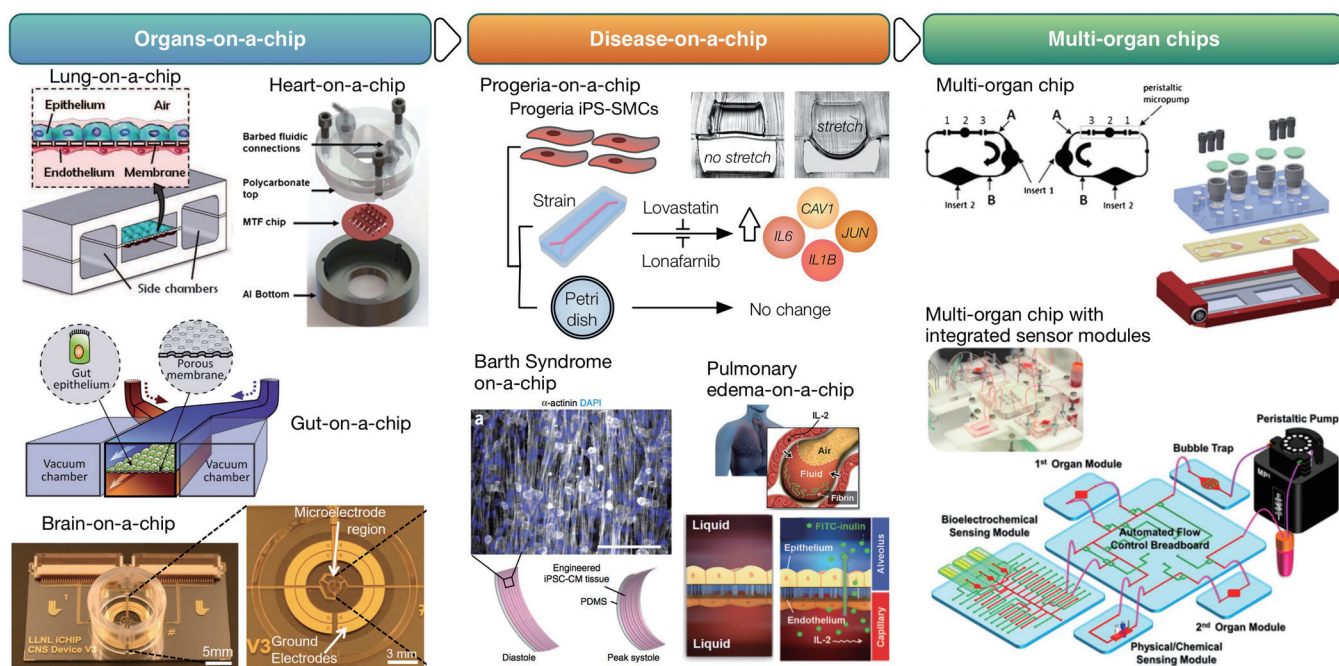 Organs-on-a-chip
Disease-on-a-chip
Multi-organ chips
Lung-on-a-chip
Epithelium
Air
Endothelium
Membrane
Side chambers
Heart-on-a-chip
Barbed fluidic
connections
Polycarbonate
top
MTF chip
Al Bottom
Gut
epithelium
Porous
membrane
Gut-on-a-chip
Vacuum
chamber
Vacuum
chamber
Brain-on-a-chip
LLNL iCHIP
CNS Device V3
1
#
5mm
Microelectrode
region
Ground
Electrodes
V3
3 mm
Progeria-on-a-chip
Progeria iPS-SMCs
no stretch
stretch
Strain
Lovastatin
Lonafarnib
CAV1
IL6
JUN
IL1B
Petri
dish
No change
Barth Syndrome
on-a-chip
α-actinin DAPI
a
Engineered
iPSC-CM tissue
PDMS
Diastole
Peak systole
Pulmonary
edema-on-a-chip
IL-2
Air
Fluid
Fibrin
Liquid
Liquid
FITC-inulin
Epithelium
Endothelium
IL-2
Alveolus
Capillary
Multi-organ chip
peristaltic
micropump
1 2 3
A
A
3 2 1
Insert 1
B
B
Insert 2
Insert 2
Multi-organ chip with
integrated sensor modules
Peristaltic Pump
MP²
Bubble Trap
1st Organ Module
Bioelectrochemical
Sensing Module
Automated Flow
Control Breadboard
2nd Organ Module
Physical/Chemical
Sensing Module